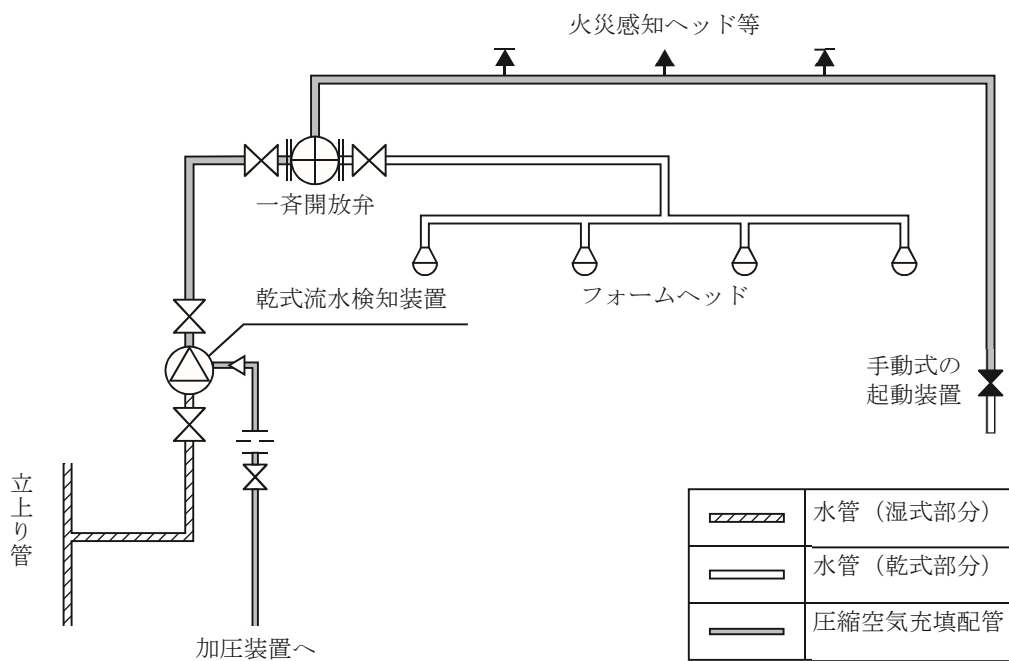 火災感知ヘッド等
一斉開放弁
乾式流水検知装置
フォームヘッド
手動式の
起動装置
立上り管
加圧装置へ
水管（湿式部分）
水管（乾式部分）
圧縮空気充填配管